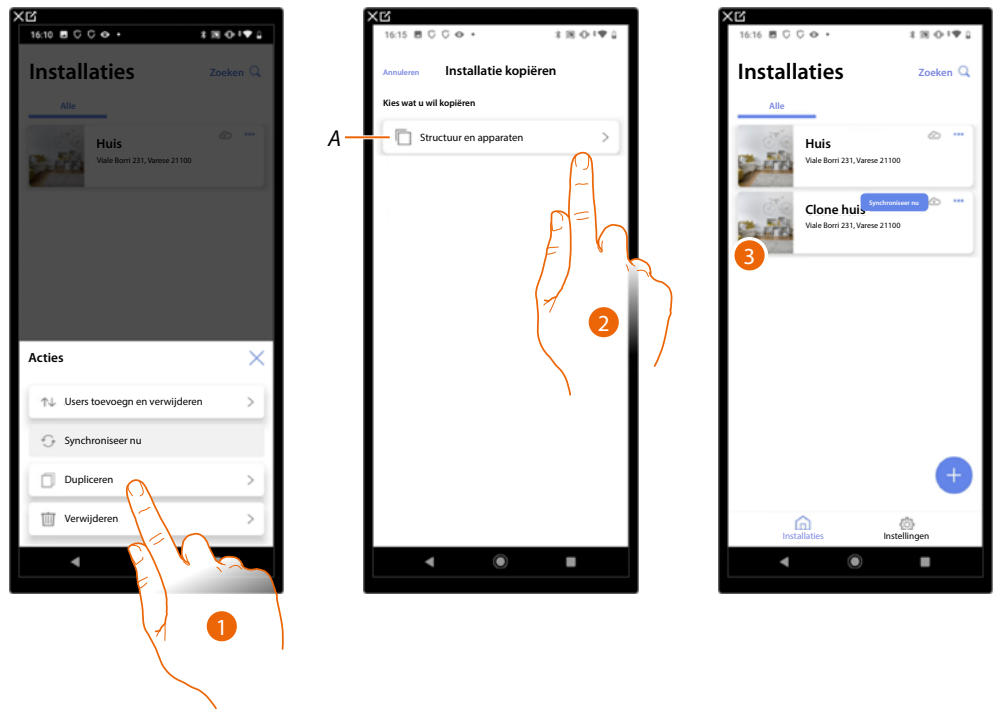 16:10
Installaties
Zoeken
Alle
Huis
Viale Borri 231, Varese 21100
Acties
Users toevoegn en verwijderen
Synchroniseer nu
Dupliceren
Verwijderen
1
16:15
Annuleren
Installatie kopiëren
Kies wat u wil kopiëren
A
Structuur en apparaten
2
16:16
Installaties
Zoeken
Alle
Huis
Viale Borri 231, Varese 21100
Synchroniseer nu
Clone huis
Viale Borri 231, Varese 21100
3
+
Installaties
Instellingen